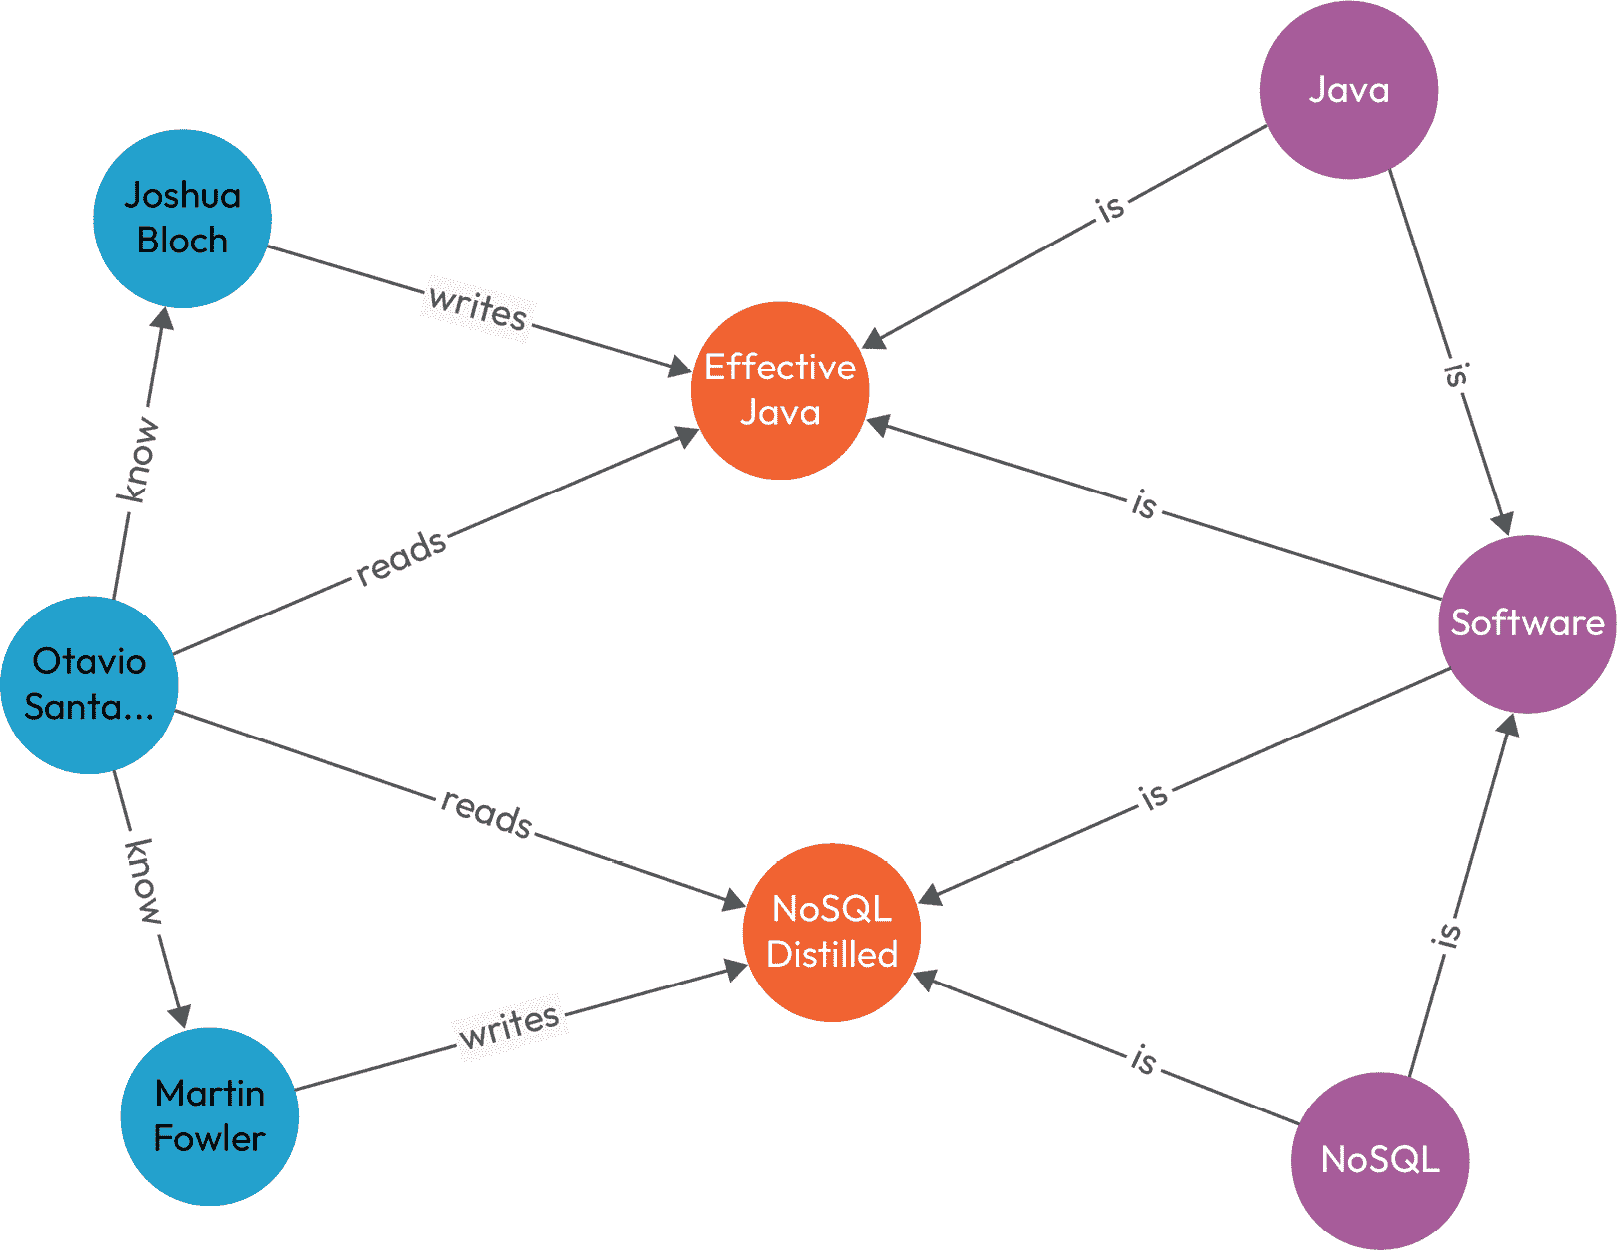 Java
is
Joshua
Bloch
writes
Effective
Java
is
know
is
reads
Software
Otavio
Santa...
is
reads
know
NoSQL
Distilled
is
writes
is
Martin
Fowler
NoSQL